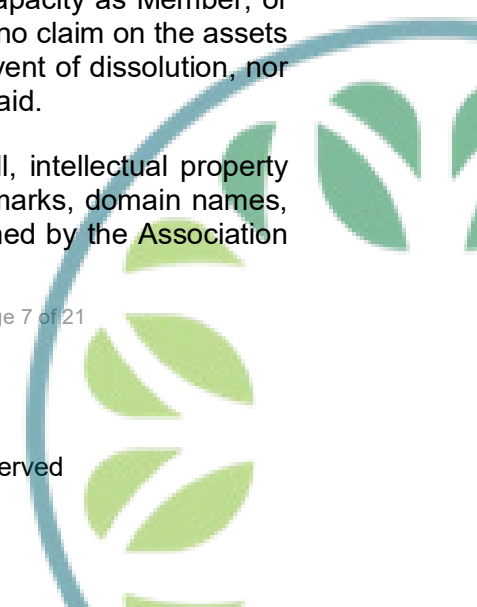 apacity as Member, or
no claim on the assets
vent of dissolution, nor
aid.
ll, intellectual property
marks, domain names,
ned by the Association
ge 7 of 21
erved